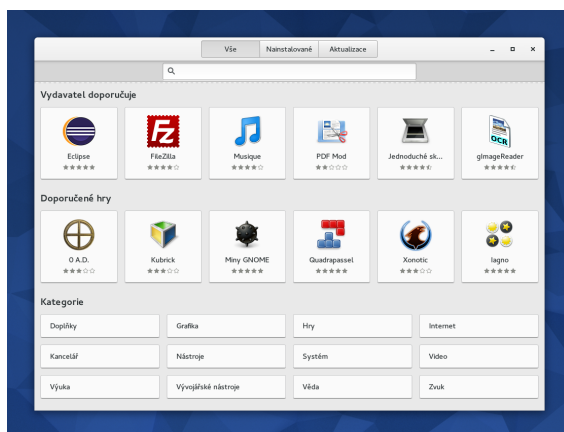 Vše Nainstalované Aktualizace
Vydavatel doporučuje
Eclipse FileZilla Musique PDF Mod Jednoduché sk... gImageReader
OCR
Doporučené hry
0 A.D. Kubrick Miny GNOME Quadrapassel Xonotic Iagno
Kategorie
Doplňky Grafika Hry Internet
Kancelář Nástroje Systém Video
Výuka Vývojářské nástroje Věda Zvuk